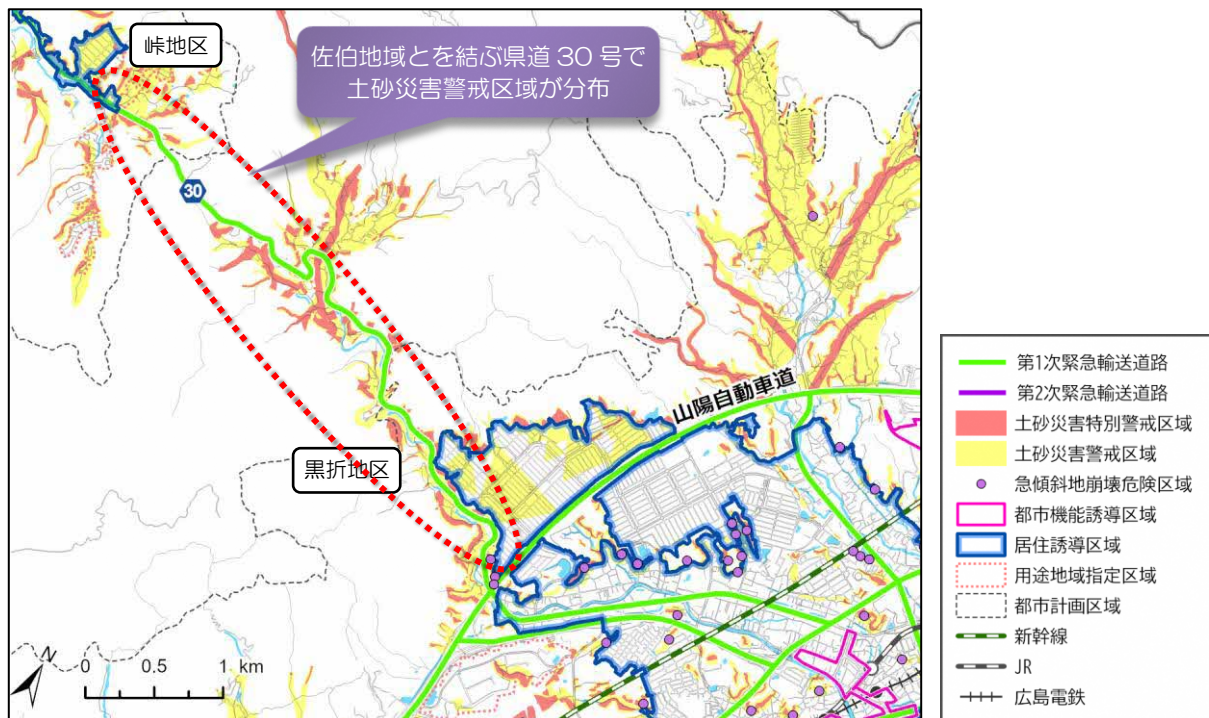 峠地区
佐伯地域とを結ぶ県道 30 号で
土砂災害警戒区域が分布
30
山陽自動車道
黒折地区
N
0 0.5 1 km
第1次緊急輸送道路
第2次緊急輸送道路
土砂災害特別警戒区域
土砂災害警戒区域
急傾斜地崩壊危険区域
都市機能誘導区域
居住誘導区域
用途地域指定区域
都市計画区域
新幹線
JR
広島電鉄